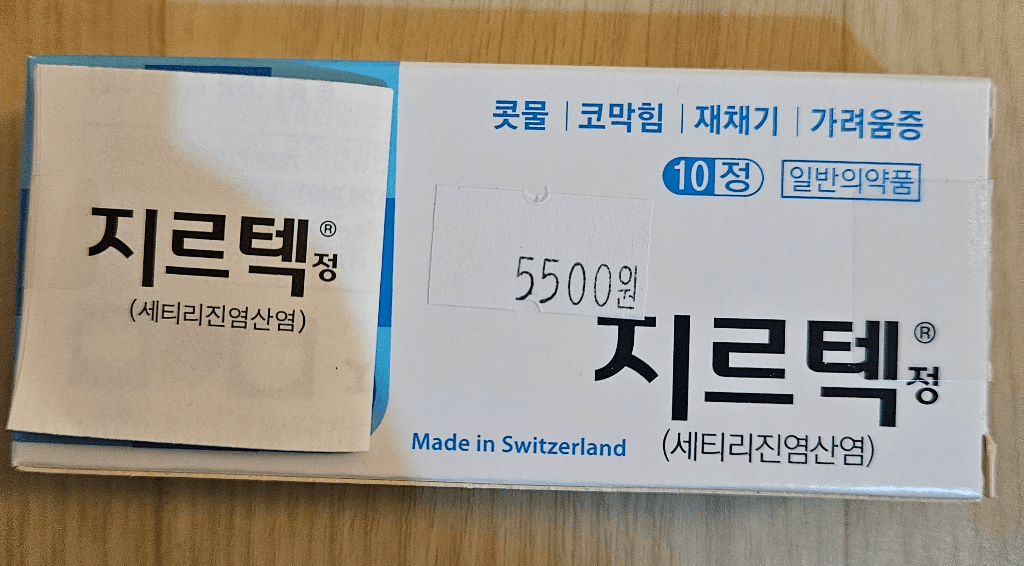 지르텍®정
(세티리진염산염)
콧물 | 코막힘 | 재채기 | 가려움증
10정 일반의약품
5500원
지르텍®정
Made in Switzerland (세티리진염산염)